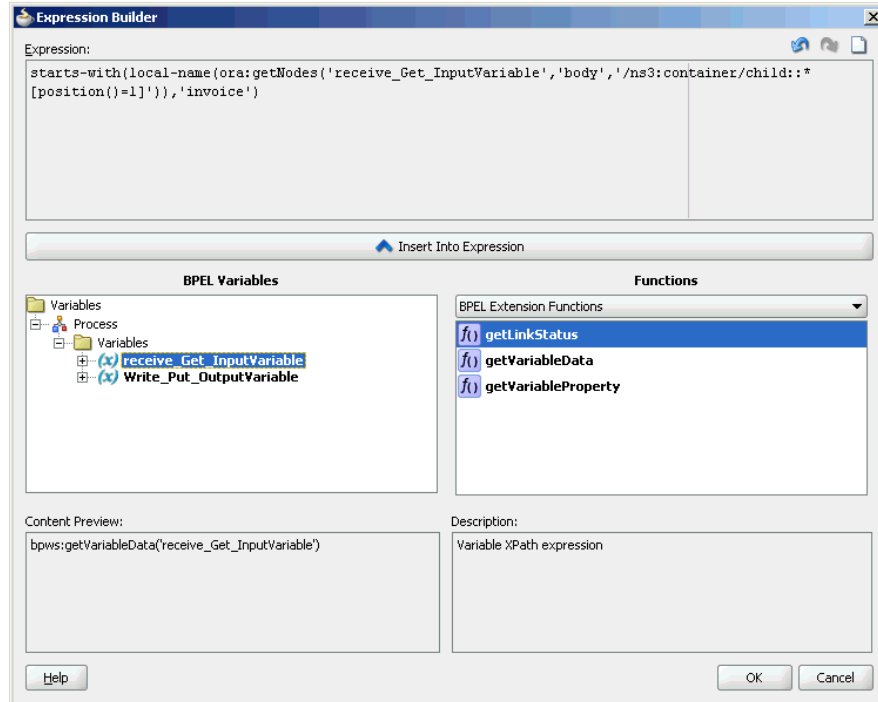 Expression Builder
Expression:
starts-with(local-name(ora:getNodes('receive_Get_InputVariable','body','/ns3:container/child::*
[position()=1]')),'invoice')
Insert Into Expression
BPEL Variables
Functions
Variables
Process
Variables
(x) receive_Get_InputVariable
(x) Write_Put_OutputVariable
BPEL Extension Functions
f() getLinkStatus
f() getVariableData
f() getVariableProperty
Content Preview:
bpws:getVariableData('receive_Get_InputVariable')
Description:
Variable XPath expression
Help
OK
Cancel